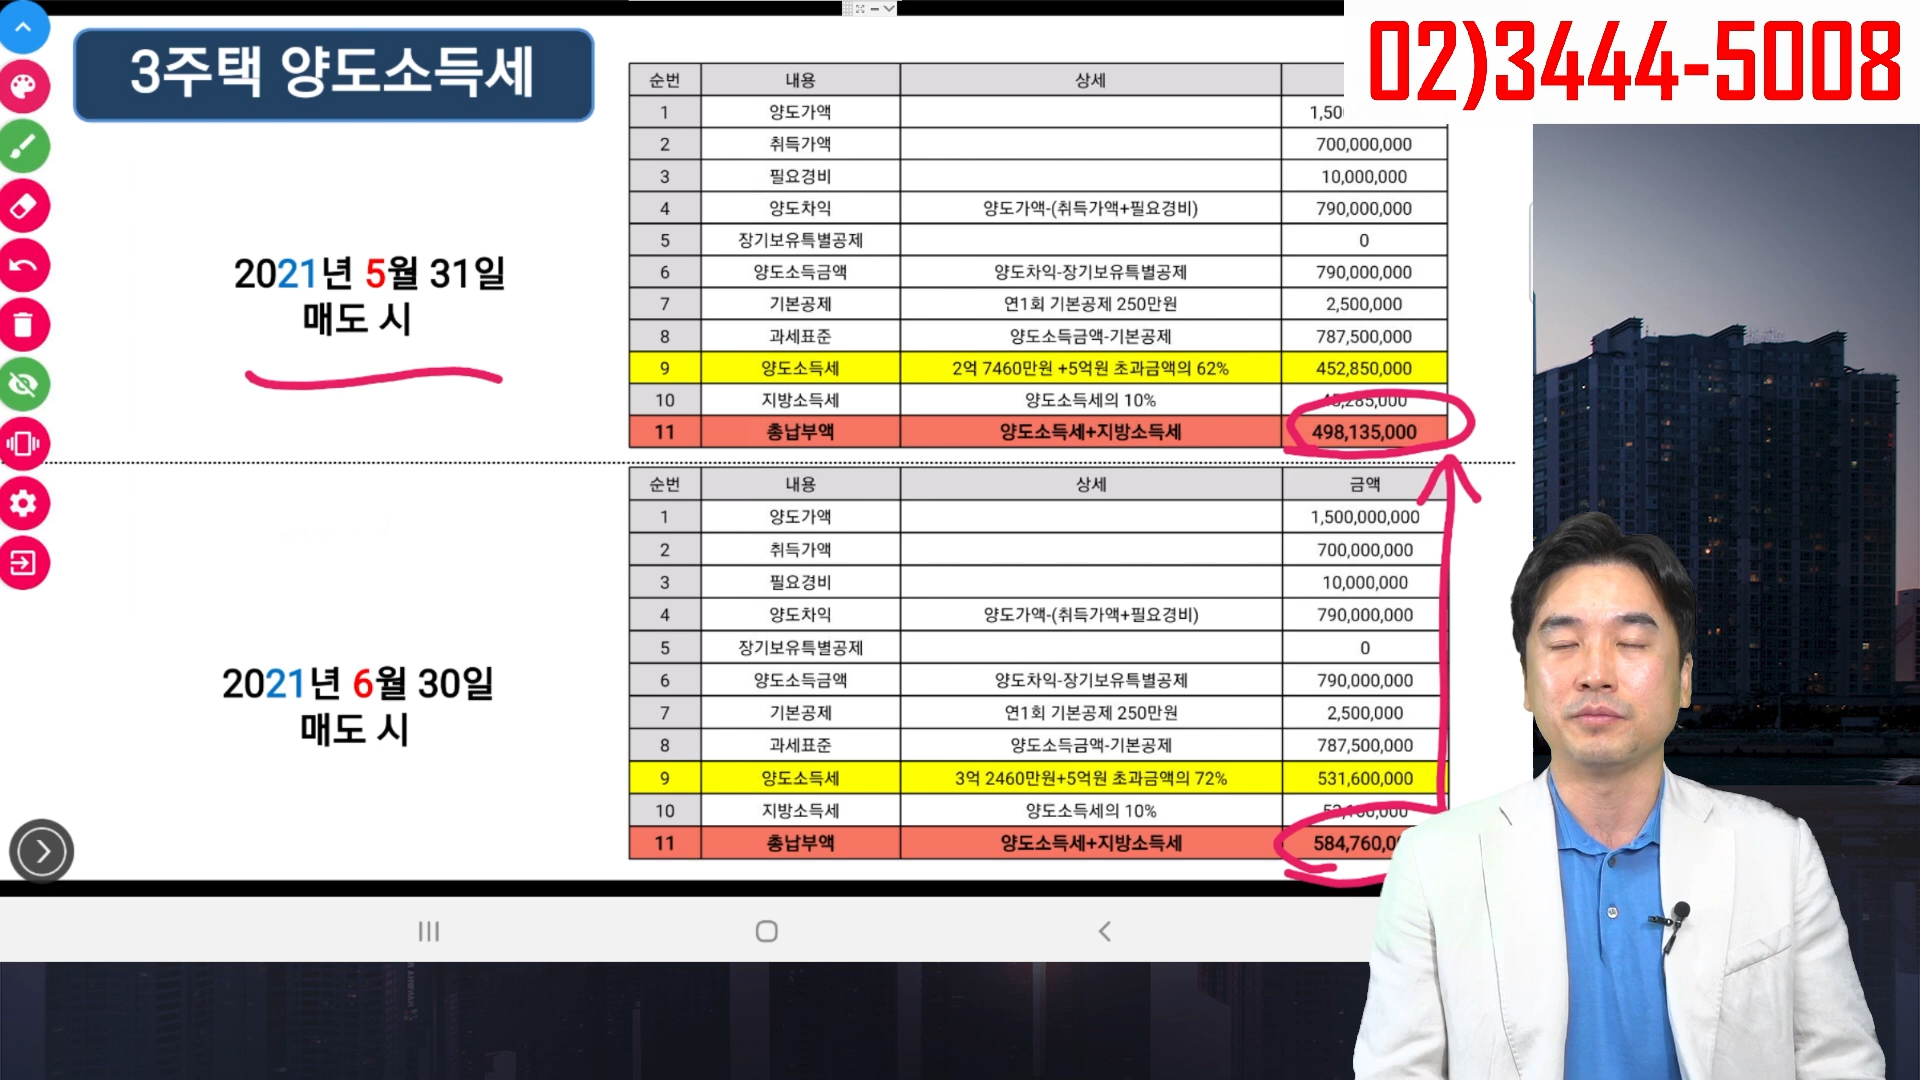 02)3444-5008
3주택 양도소득세
2021년 5월 31일
매도 시
순번 내용 상세
1 양도가액 1,50
2 취득가액 700,000,000
3 필요경비 10,000,000
4 양도차익 양도가액-(취득가액+필요경비) 790,000,000
5 장기보유특별공제 0
6 양도소득금액 양도차익-장기보유특별공제 790,000,000
7 기본공제 연1회 기본공제 250만원 2,500,000
8 과세표준 양도소득금액-기본공제 787,500,000
9 양도소득세 2억 7460만원 +5억원 초과금액의 62% 452,850,000
10 지방소득세 양도소득세의 10% 45,285,000
11 총납부액 양도소득세+지방소득세 498,135,000
2021년 6월 30일
매도 시
순번 내용 상세 금액
1 양도가액 1,500,000,000
2 취득가액 700,000,000
3 필요경비 10,000,000
4 양도차익 양도가액-(취득가액+필요경비) 790,000,000
5 장기보유특별공제 0
6 양도소득금액 양도차익-장기보유특별공제 790,000,000
7 기본공제 연1회 기본공제 250만원 2,500,000
8 과세표준 양도소득금액-기본공제 787,500,000
9 양도소득세 3억 2460만원+5억원 초과금액의 72% 531,600,000
10 지방소득세 양도소득세의 10% 53,160,000
11 총납부액 양도소득세+지방소득세 584,760,0